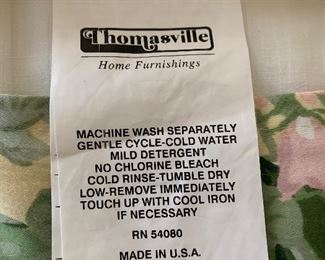 Thomasville
Home Furnishings
MACHINE WASH SEPARATELY
GENTLE CYCLE-COLD WATER
MILD DETERGENT
NO CHLORINE BLEACH
COLD RINSE-TUMBLE DRY
LOW-REMOVE IMMEDIATELY
TOUCH UP WITH COOL IRON
IF NECESSARY
RN 54080
MADE IN U.S.A.